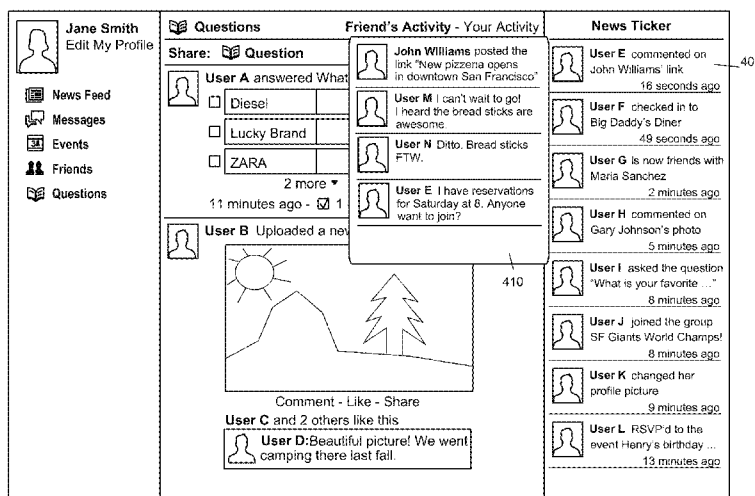 Jane Smith
Edit My Profile
News Feed
Messages
Events
Friends
Questions
Questions
Friend's Activity - Your Activity
Share: Question
User A answered What
Diesel
Lucky Brand
ZARA
2 more
11 minutes ago - 1
User B Uploaded a new
Comment - Like - Share
User C and 2 others like this
User D:Beautiful picture! We went
camping there last fall.
John Williams posted the
link "New pizzeria opens
in downtown San Francisco"
User M I can't wait to go!
I heard the bread sticks are
awesome.
User N Ditto. Bread sticks
FTW.
User E I have reservations
for Saturday at 8. Anyone
want to join?
410
News Ticker
User E commented on
John Williams' link
16 seconds ago
User F checked in to
Big Daddy's Diner
49 seconds ago
User G is now friends with
Maria Sanchez
2 minutes ago
User H commented on
Gary Johnson's photo
5 minutes ago
User I asked the question
"What is your favorite ..."
8 minutes ago
User J joined the group
SF Giants World Champs!
8 minutes ago
User K changed her
profile picture
9 minutes ago
User L RSVP'd to the
event Henry's birthday ...
13 minutes ago